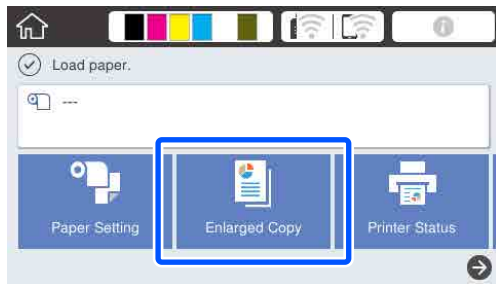 Load paper.
---
Paper Setting
Enlarged Copy
Printer Status